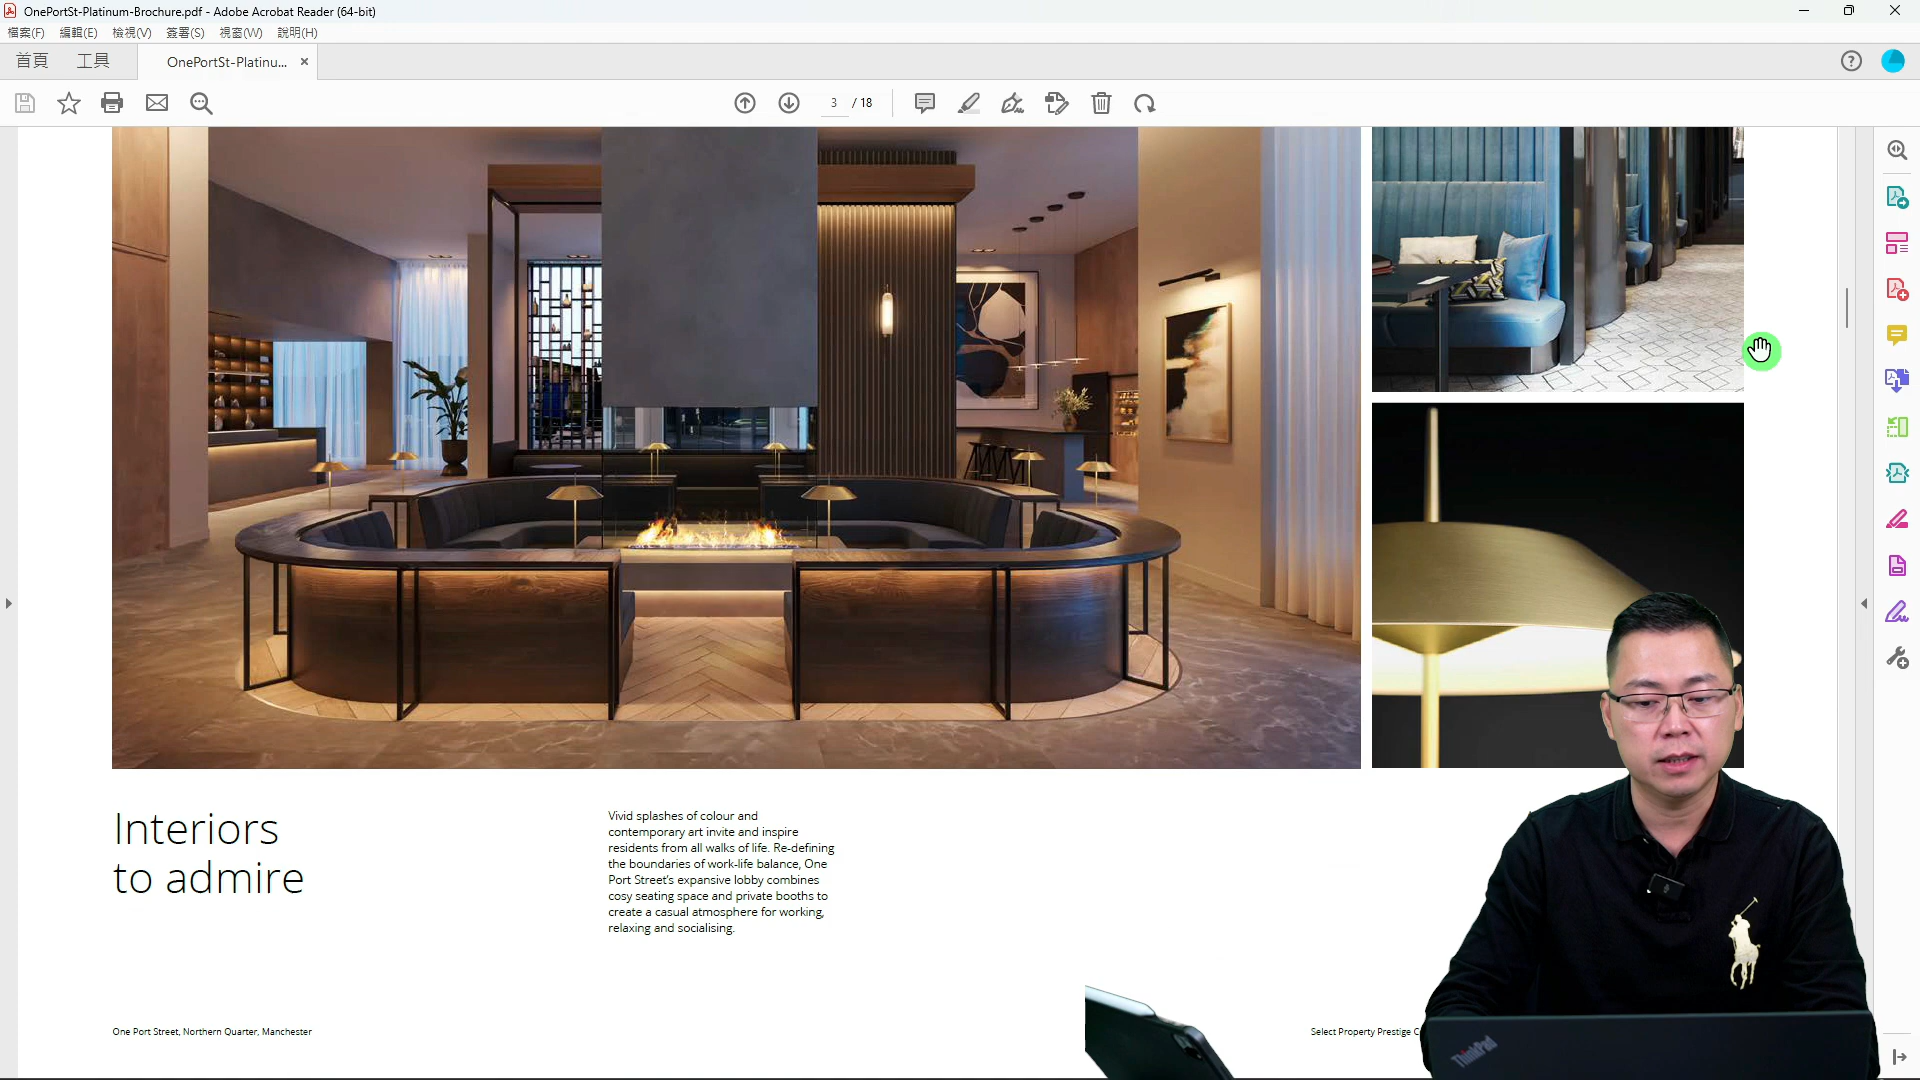 OnePortSt-Platinum-Brochure.pdf - Adobe Acrobat Reader (64-bit)
檔案(F) 編輯(E) 檢視(V) 簽署(S) 視窗(W) 說明(H)
首頁 工具 OnePortSt-Platinu...
3 / 18
Interiors
to admire
Vivid splashes of colour and
contemporary art invite and inspire
residents from all walks of life. Re-defining
the boundaries of work-life balance, One
Port Street's expansive lobby combines
cosy seating space and private booths to
create a casual atmosphere for working,
relaxing and socialising.
One Port Street, Northern Quarter, Manchester
Select Property Prestige
ThinkPad